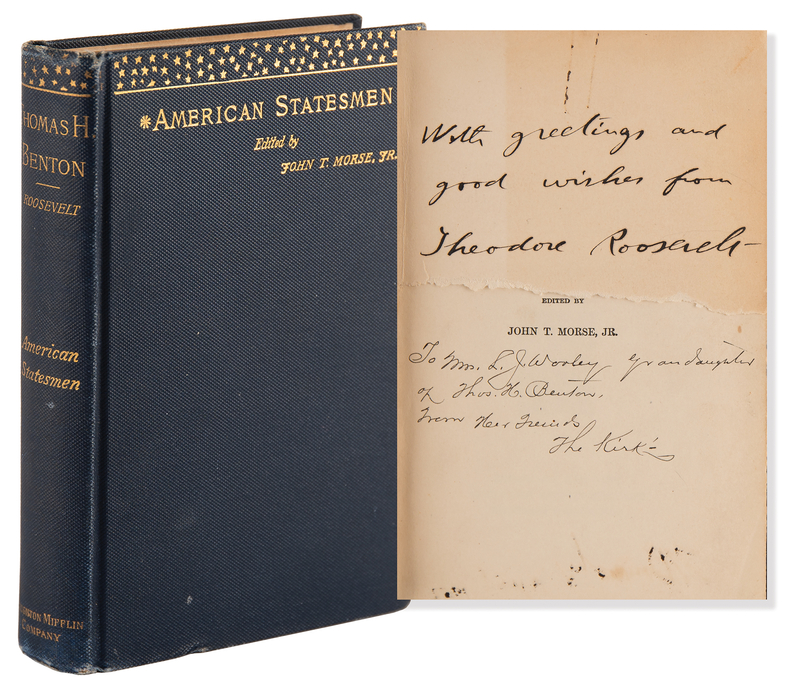 THOMAS H.
BENTON
ROOSEVELT
American
Statesmen
HOUGHTON MIFFLIN
COMPANY
*AMERICAN STATESMEN
Edited by
JOHN T. MORSE, JR.
With greetings and
good wishes from
Theodore Roosevelt
EDITED BY
JOHN T. MORSE, JR.
To Mrs. L. J. Worley Grandaughter
of Thos. H. Benton.
From Her Friends
The Kirk's